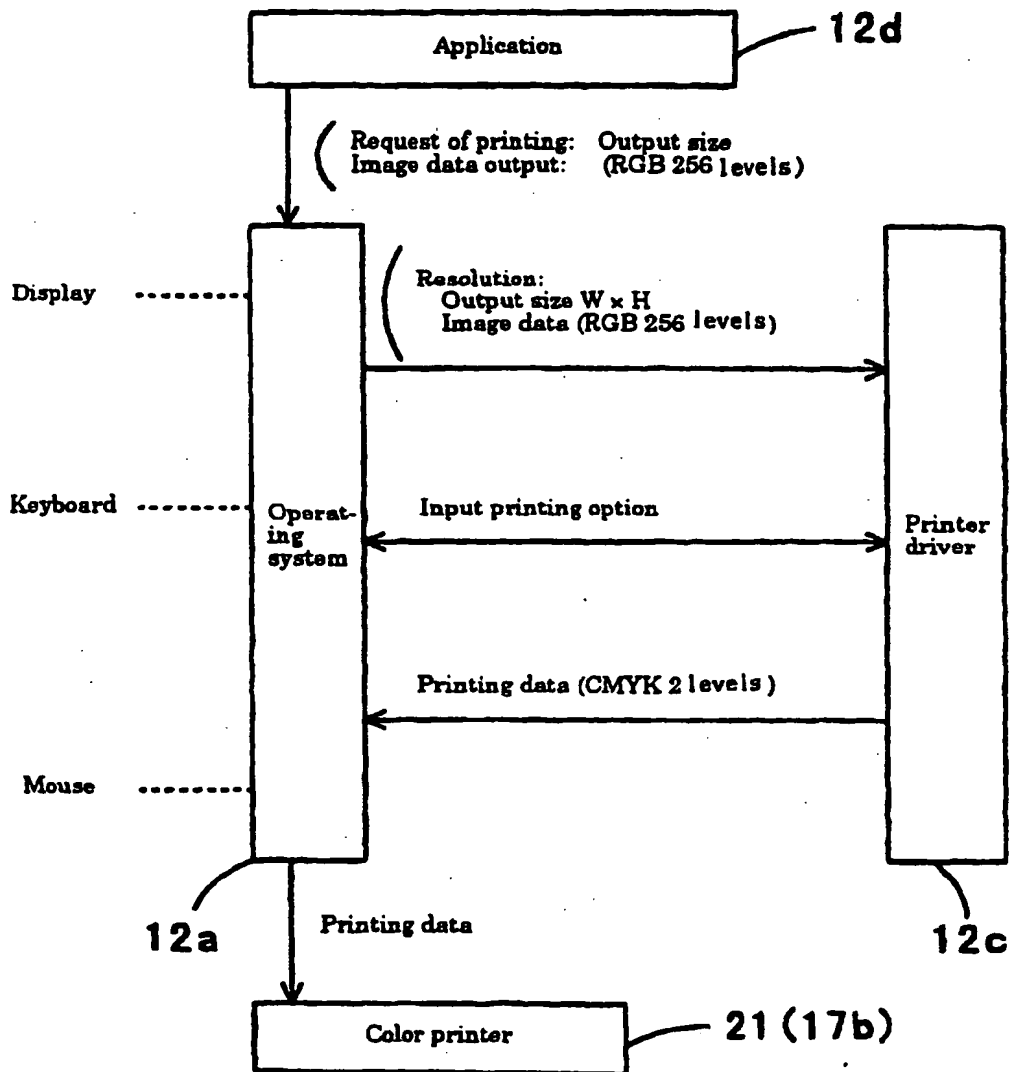 Application
12d
Request of printing: Output size
Image data output: (RGB 256 levels)
Resolution:
Output size W × H
Image data (RGB 256 levels)
Display
Keyboard
Operat-
ing
system
Input printing option
Printer
driver
Printing data (CMYK 2 levels)
Mouse
12a
Printing data
12c
Color printer
21 (17b)